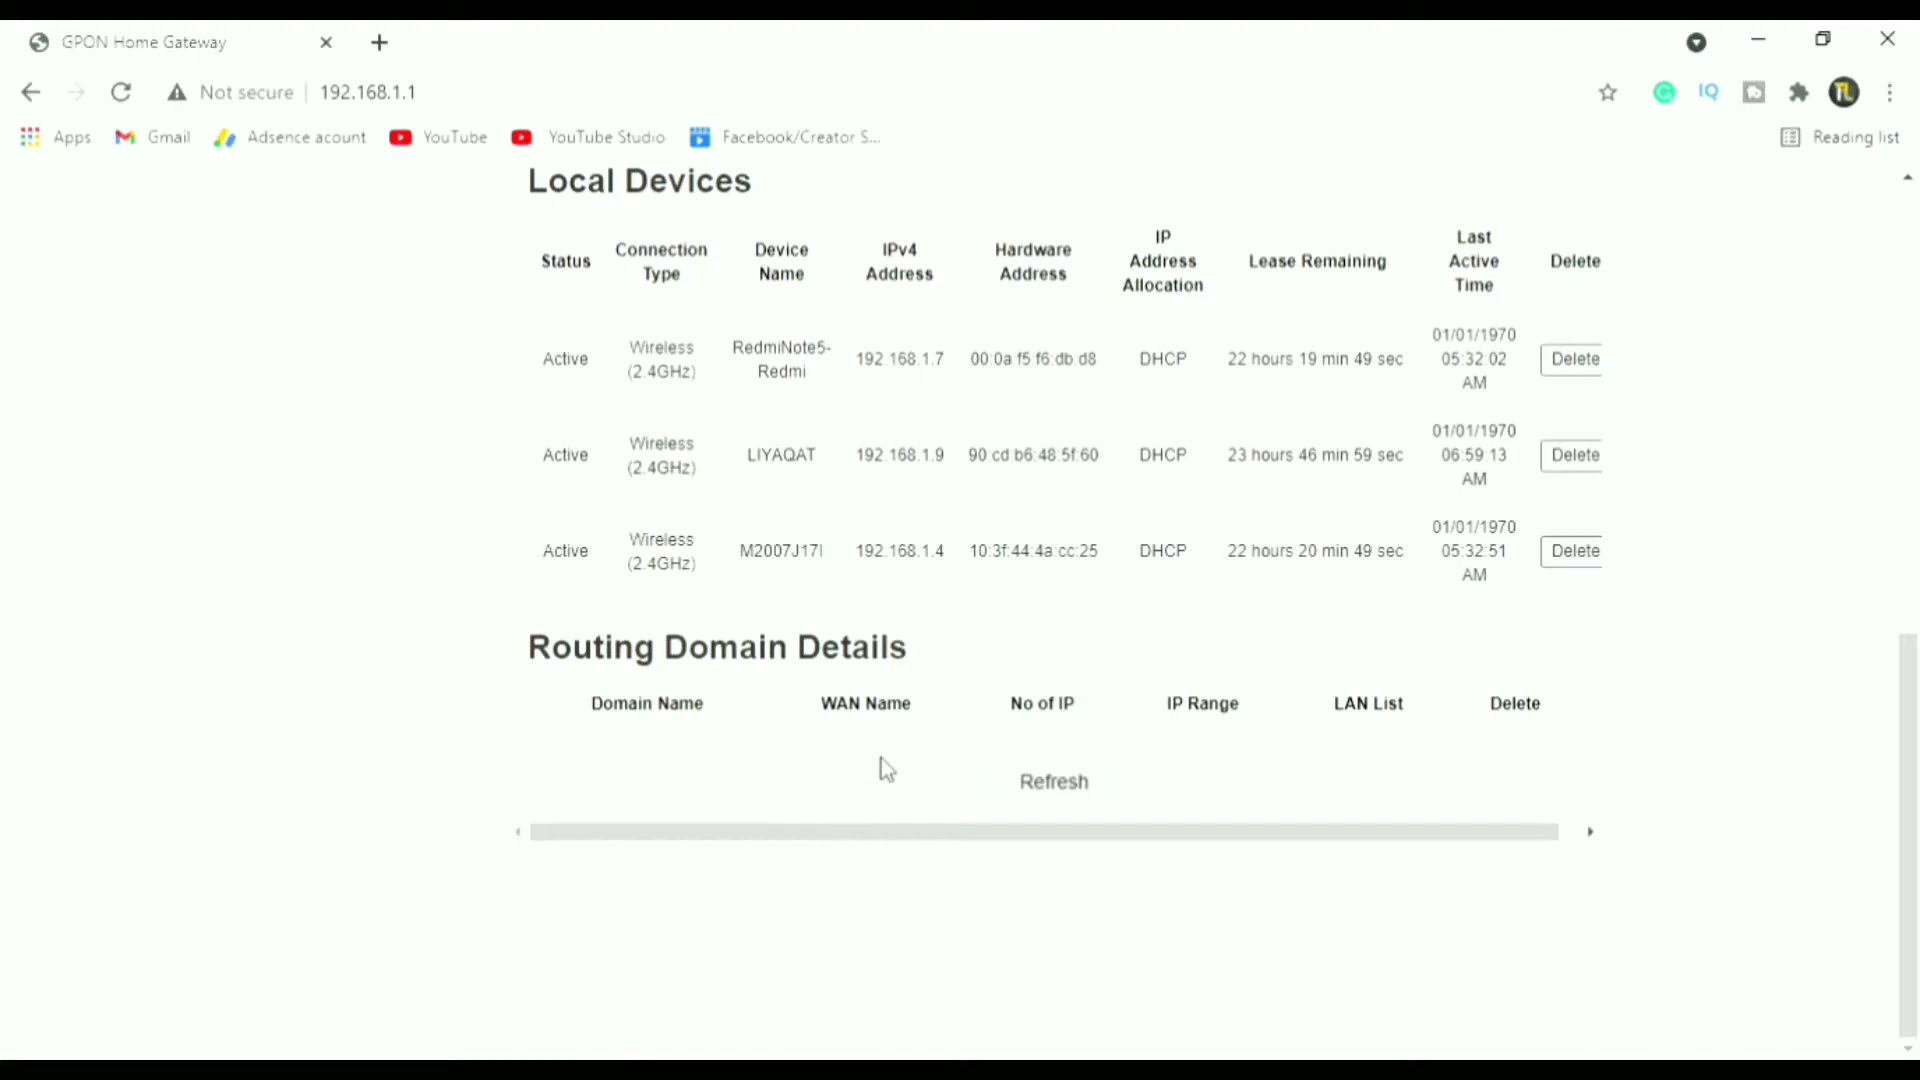 GPON Home Gateway
Not secure 192.168.1.1
IQ TL
Apps Gmail Adsence acount YouTube YouTube Studio Facebook/Creator S... Reading list
Local Devices
Status Connection Type Device Name IPv4 Address Hardware Address IP Address Allocation Lease Remaining Last Active Time Delete
Active Wireless (2.4GHz) RedmiNote5-Redmi 192.168.1.7 00:0a:f5:f6:db:d8 DHCP 22 hours 19 min 49 sec 01/01/1970 05:32:02 AM Delete
Active Wireless (2.4GHz) LIYAQAT 192.168.1.9 90:cd:b6:48:5f:60 DHCP 23 hours 46 min 59 sec 01/01/1970 06:59:13 AM Delete
Active Wireless (2.4GHz) M2007J17I 192.168.1.4 10:3f:44:4a:cc:25 DHCP 22 hours 20 min 49 sec 01/01/1970 05:32:51 AM Delete
Routing Domain Details
Domain Name WAN Name No of IP IP Range LAN List Delete
Refresh